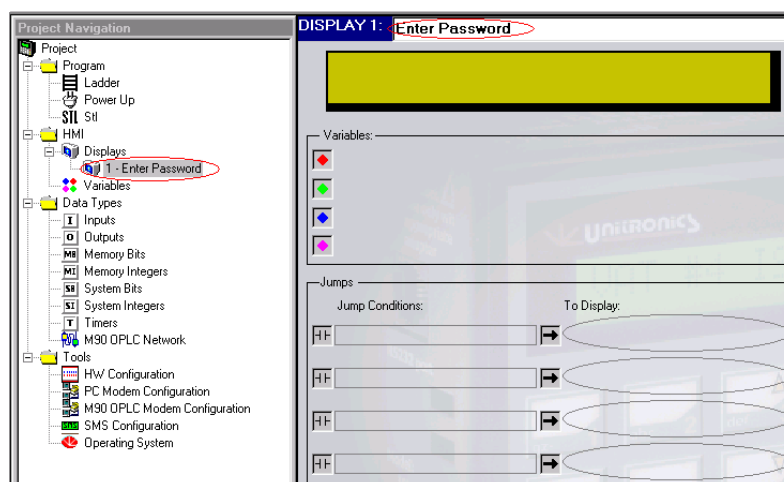 Project Navigation
Project
Program
Ladder
Power Up
STL Stl
HMI
Displays
1 - Enter Password
Variables
Data Types
I Inputs
O Outputs
MB Memory Bits
MI Memory Integers
SB System Bits
SI System Integers
T Timers
M90 OPLC Network
Tools
HW Configuration
PC Modem Configuration
M90 OPLC Modem Configuration
SMS SMS Configuration
Operating System
DISPLAY 1: Enter Password
Variables:
UNITRONICS
Jumps
Jump Conditions: To Display: